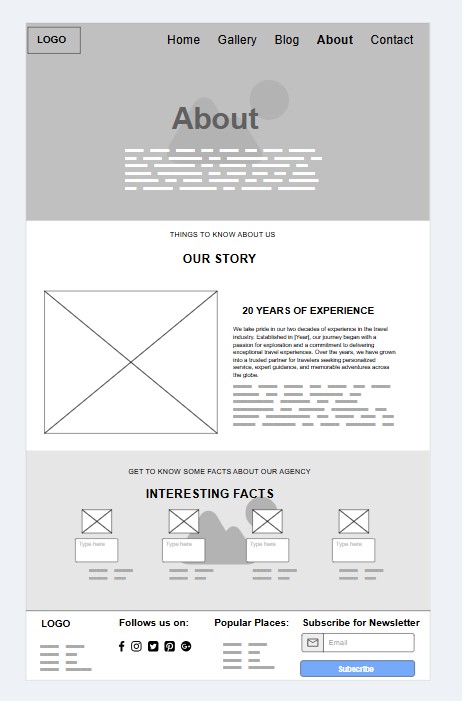 LOGO
Home Gallery Blog About Contact
About
THINGS TO KNOW ABOUT US
OUR STORY
20 YEARS OF EXPERIENCE
We take pride in our two decades of experience in the travel
industry. Established in [Year], our journey began with a
passion for exploration and a commitment to delivering
exceptional travel experiences. Over the years, we have grown
into a trusted partner for travelers seeking personalized
service, expert guidance, and memorable adventures across
the globe.
GET TO KNOW SOME FACTS ABOUT OUR AGENCY
INTERESTING FACTS
Type here Type here Type here Type here
LOGO Follows us on: Popular Places: Subscribe for Newsletter
Email
Subscribe